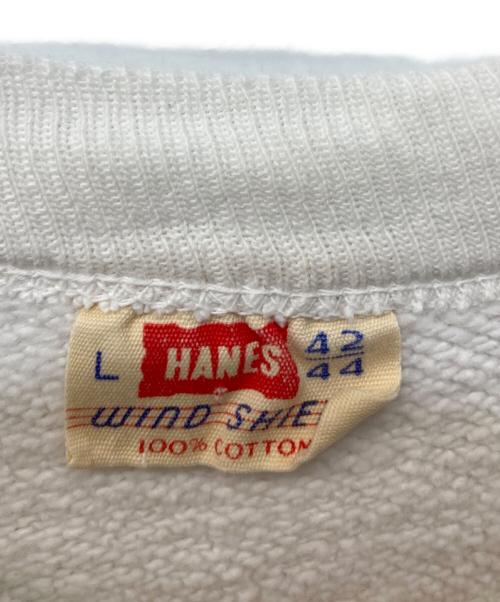 L HANES 42/44
WIND SHIE
100% COTTON